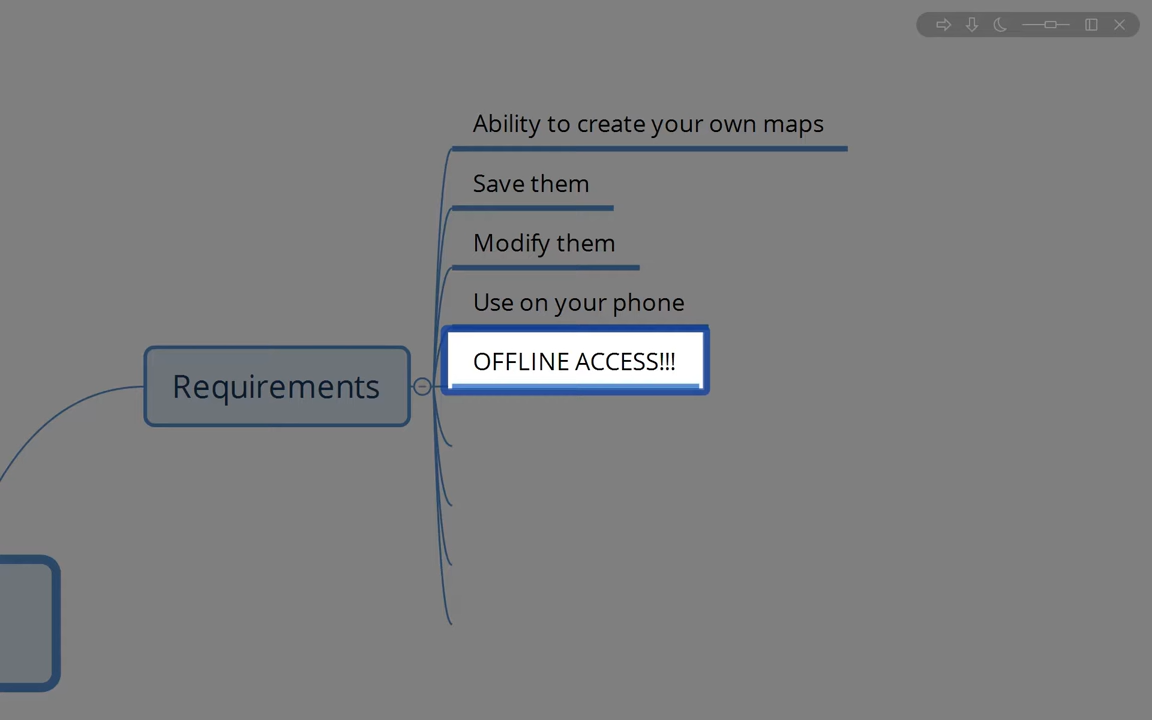 Ability to create your own maps
Save them
Modify them
Use on your phone
OFFLINE ACCESS!!!
Requirements